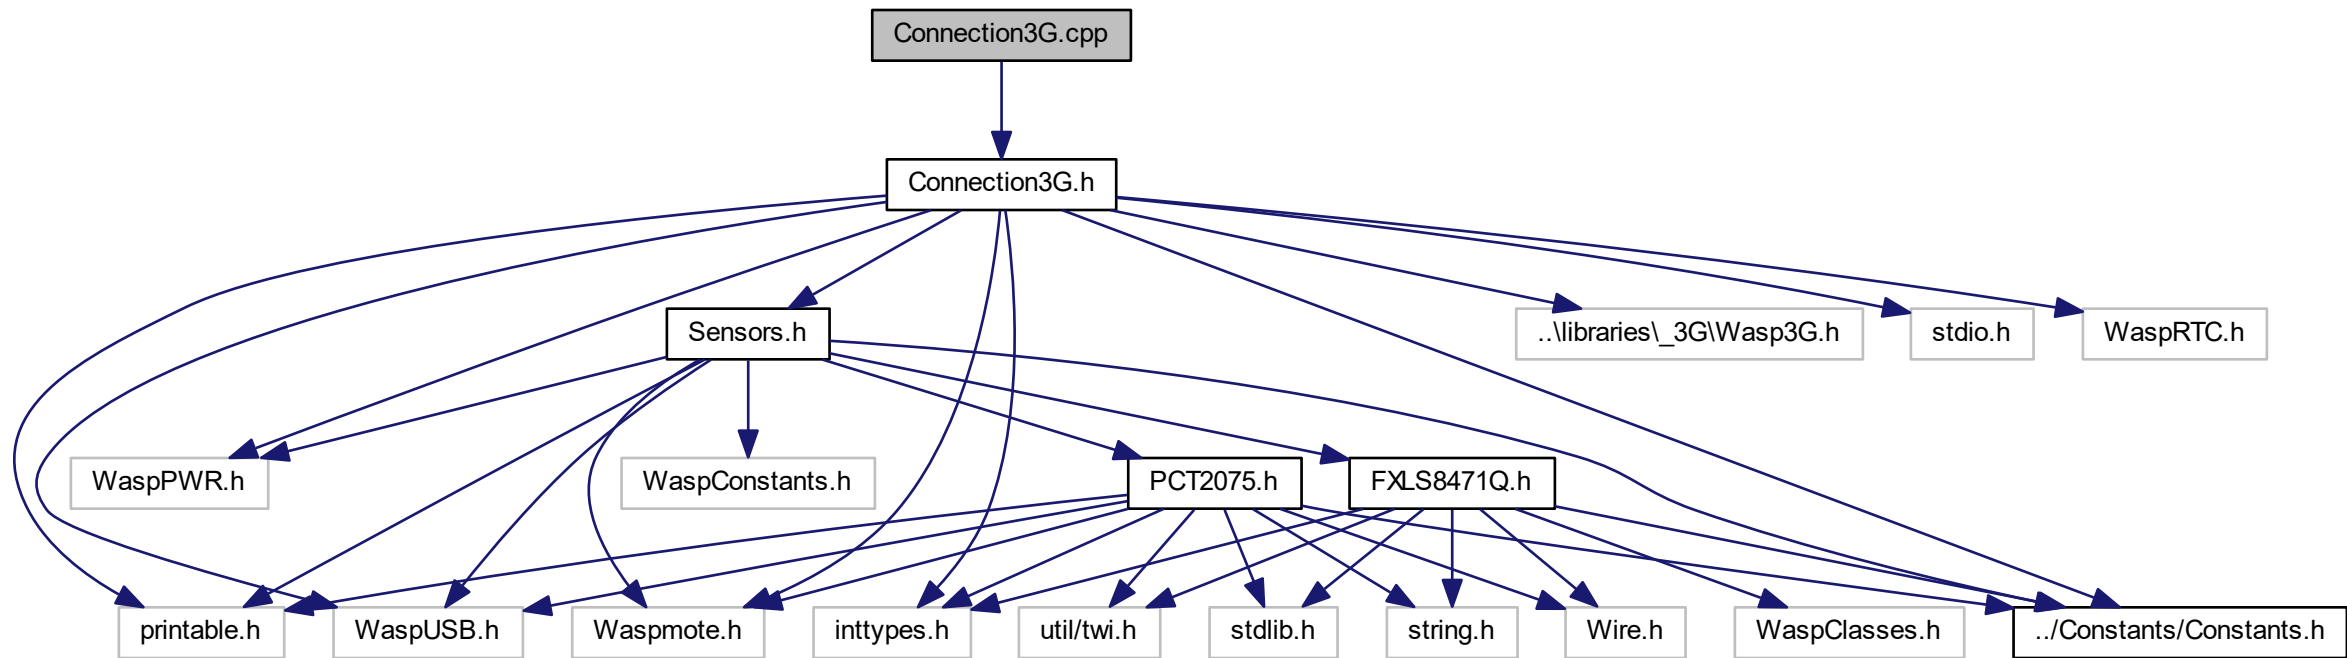 Connection3G.cpp
Connection3G.h
Sensors.h
..\libraries\_3G\Wasp3G.h
stdio.h
WaspRTC.h
WaspPWR.h
WaspConstants.h
PCT2075.h
FXLS8471Q.h
printable.h
WaspUSB.h
Waspmote.h
inttypes.h
util/twi.h
stdlib.h
string.h
Wire.h
WaspClasses.h
../Constants/Constants.h